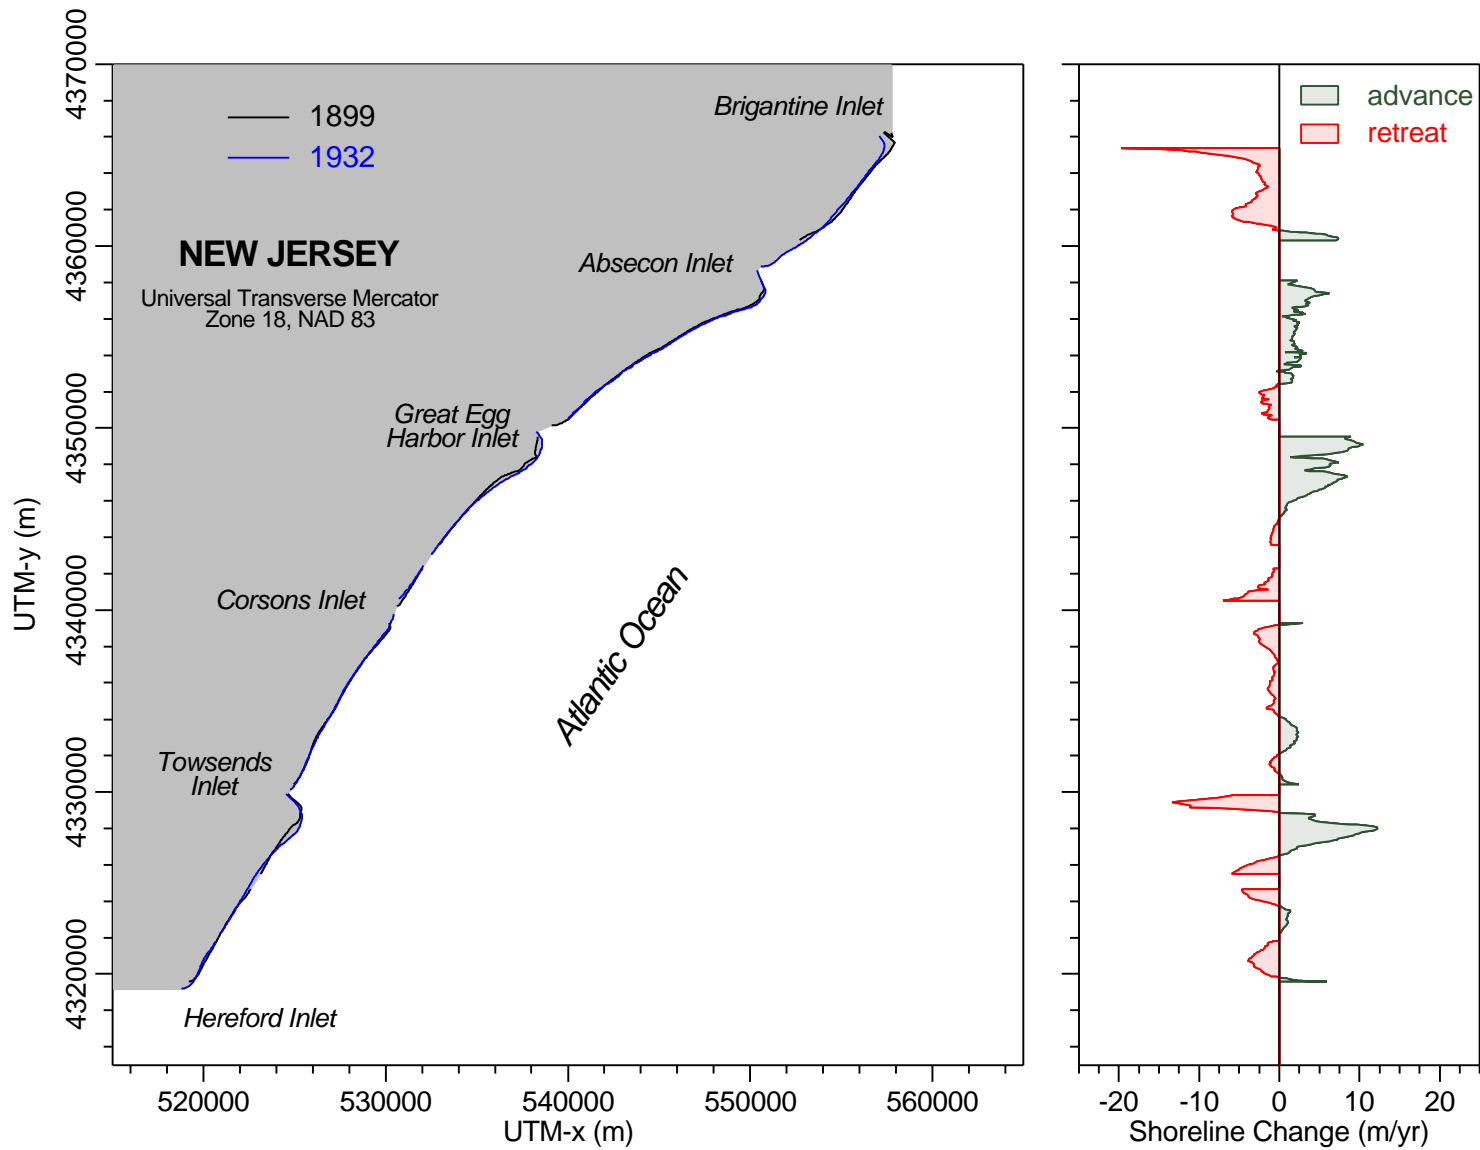 Brigantine Inlet
1899
1932
NEW JERSEY
Universal Transverse Mercator
Zone 18, NAD 83
Absecon Inlet
Great Egg
Harbor Inlet
Corsons Inlet
Atlantic Ocean
Towsends
Inlet
Hereford Inlet
UTM-y (m)
4370000
4360000
4350000
4340000
4330000
4320000
520000
530000
540000
550000
560000
UTM-x (m)
advance
retreat
-20
-10
0
10
20
Shoreline Change (m/yr)